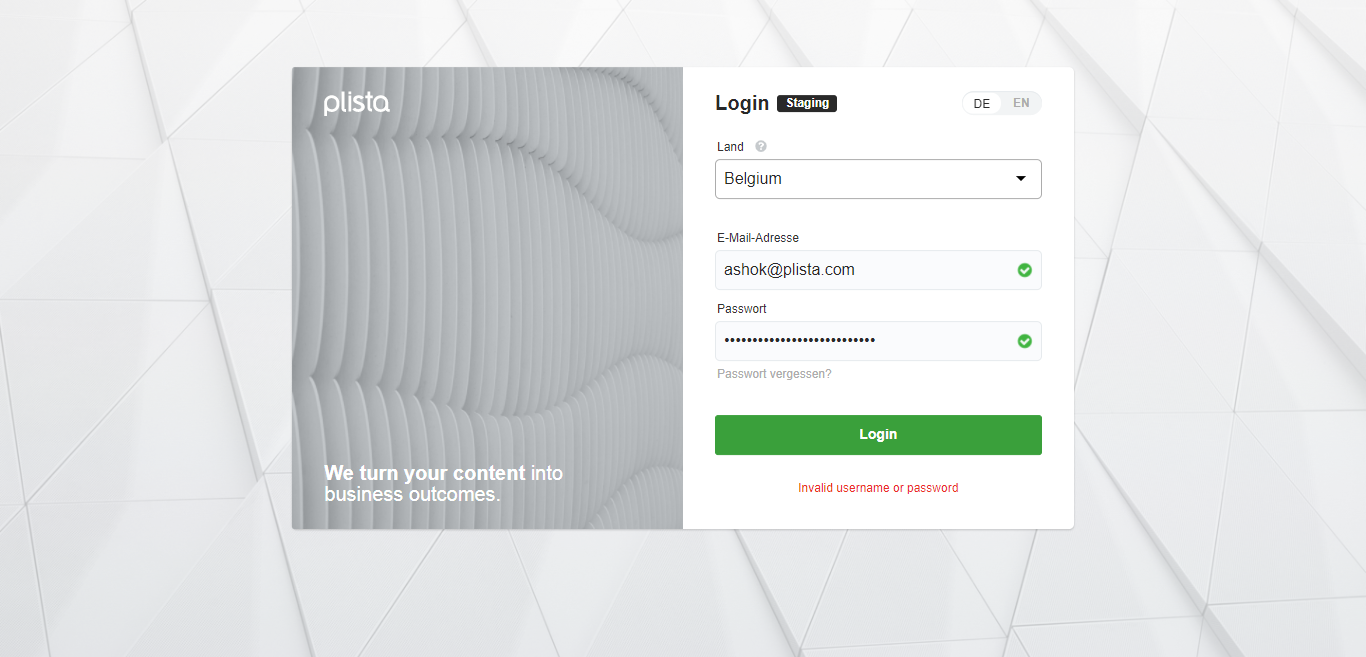 plista
We turn your content into
business outcomes.
Login Staging
DE EN
Land ?
Belgium
E-Mail-Adresse
ashok@plista.com
Passwort
Passwort vergessen?
Login
Invalid username or password